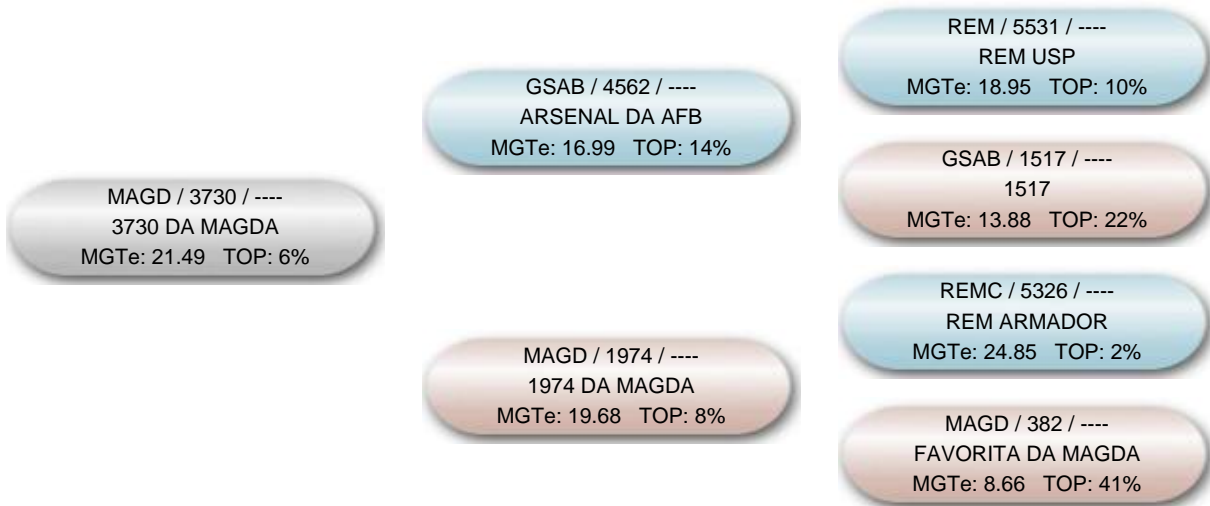 REM / 5531 / ----
REM USP
MGTe: 18.95 TOP: 10%
GSAB / 4562 / ----
ARSENAL DA AFB
MGTe: 16.99 TOP: 14%
GSAB / 1517 / ----
1517
MGTe: 13.88 TOP: 22%
MAGD / 3730 / ----
3730 DA MAGDA
MGTe: 21.49 TOP: 6%
REMC / 5326 / ----
REM ARMADOR
MGTe: 24.85 TOP: 2%
MAGD / 1974 / ----
1974 DA MAGDA
MGTe: 19.68 TOP: 8%
MAGD / 382 / ----
FAVORITA DA MAGDA
MGTe: 8.66 TOP: 41%